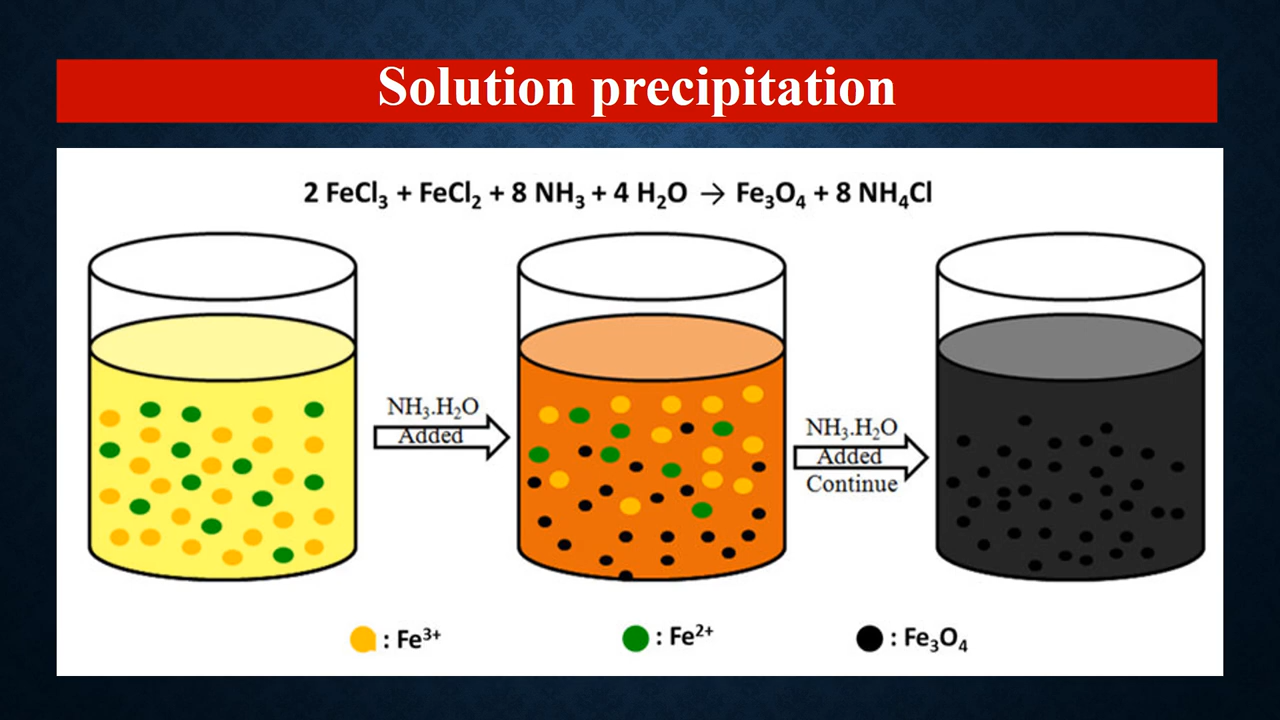 Solution precipitation
2 FeCl₃ + FeCl₂ + 8 NH₃ + 4 H₂O → Fe₃O₄ + 8 NH₄Cl
NH₃.H₂O
Added
NH₃.H₂O
Added
Continue
: Fe³⁺
: Fe²⁺
: Fe₃O₄